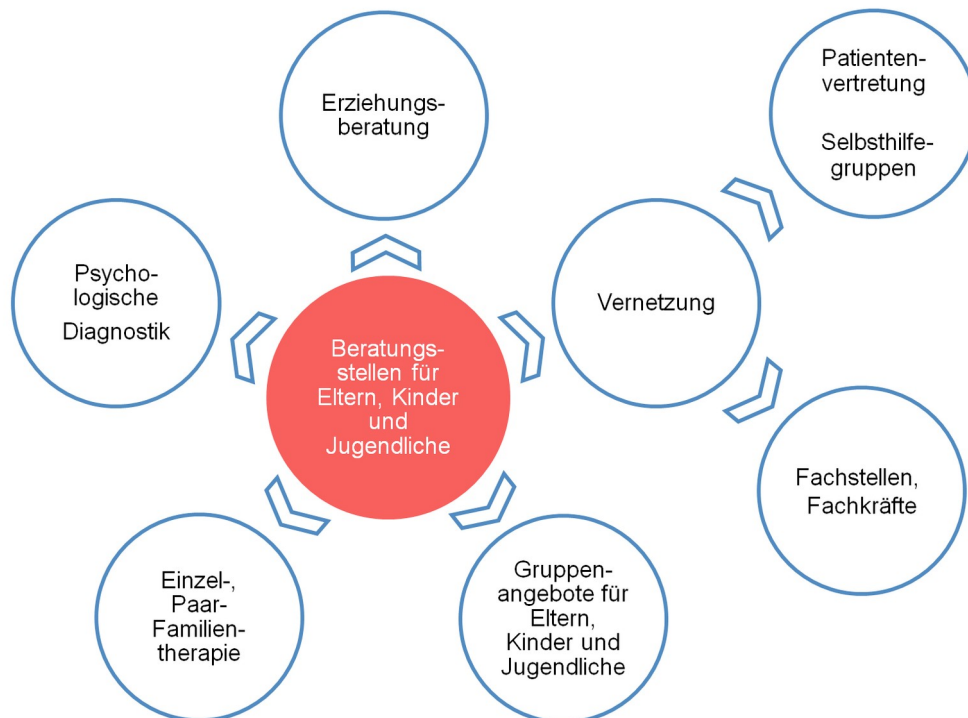 Erziehungs-
beratung
Patienten-
vertretung
Selbsthilfe-
gruppen
Psycho-
logische
Diagnostik
Vernetzung
Beratungs-
stellen für
Eltern, Kinder
und
Jugendliche
Fachstellen,
Fachkräfte
Einzel-,
Paar-
Familien-
therapie
Gruppen-
angebote für
Eltern,
Kinder und
Jugendliche